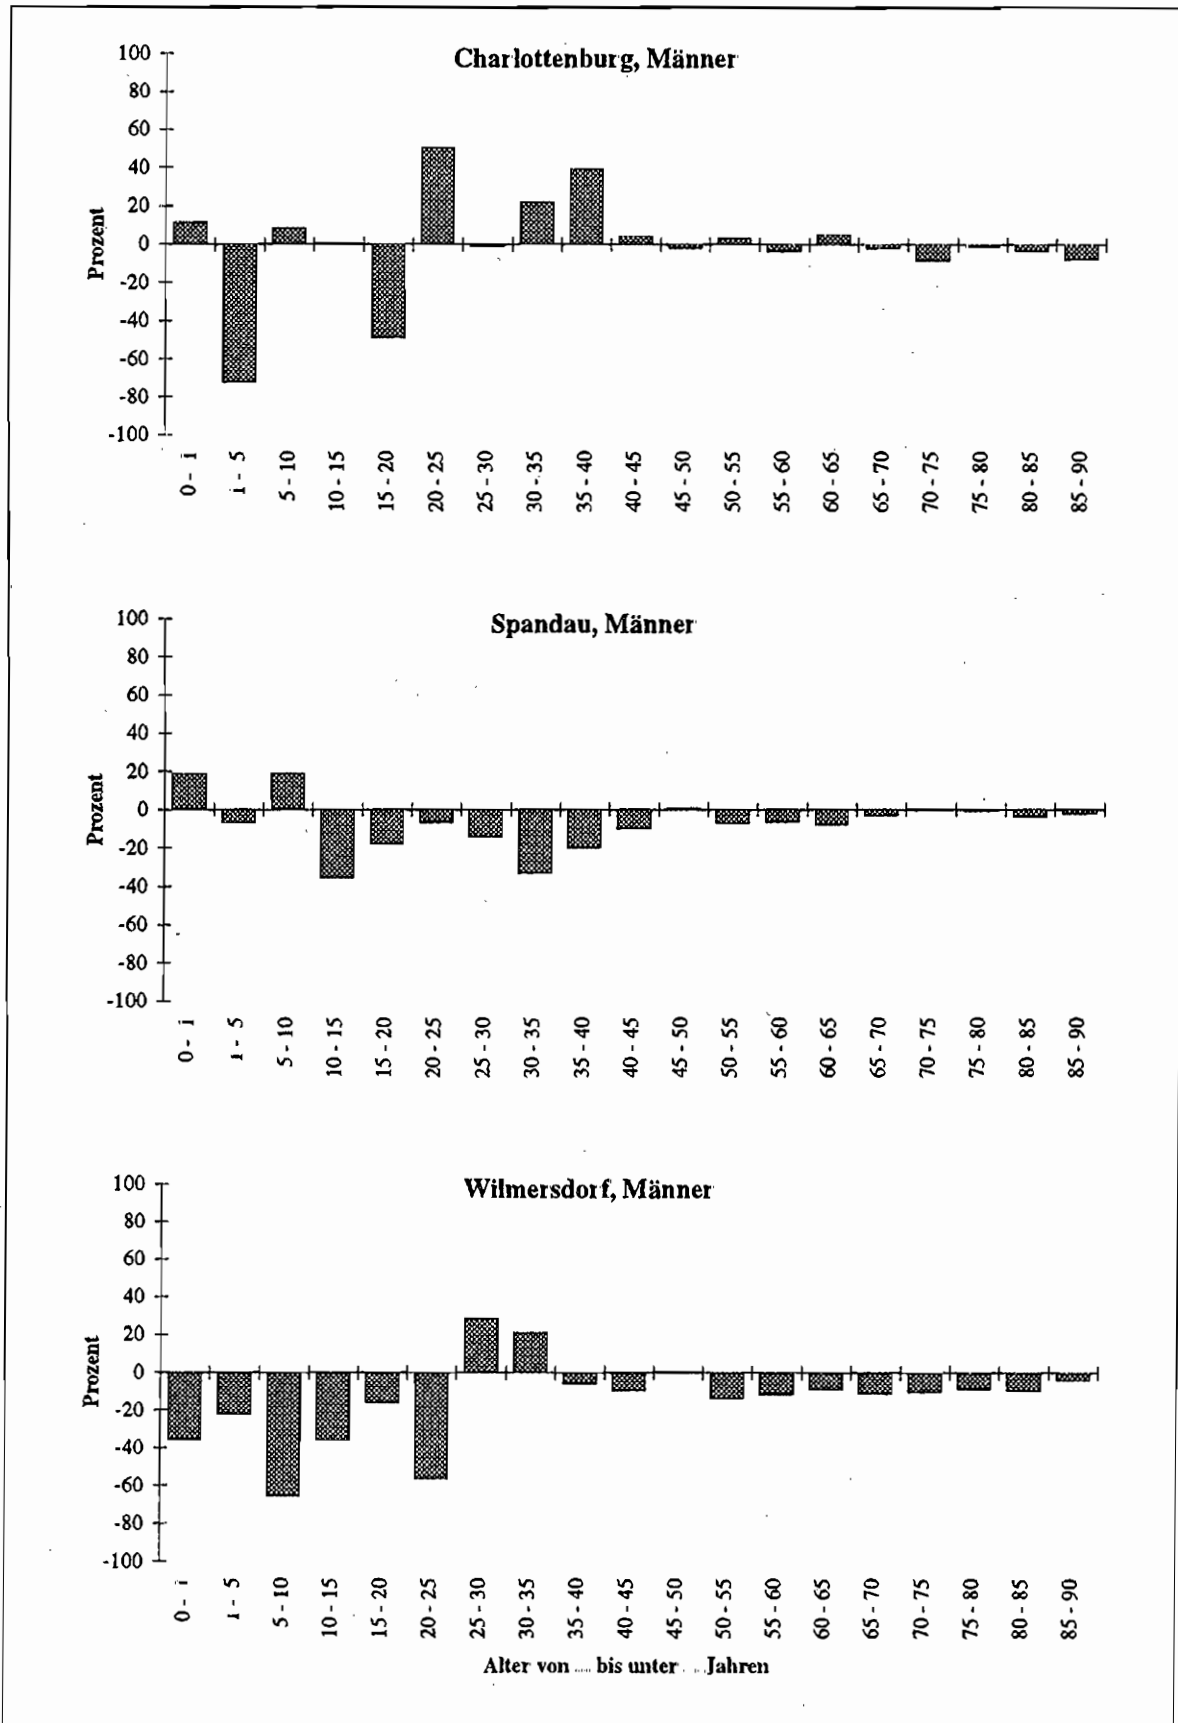 Charlottenburg, Männer
100
80
60
40
20
0
-20
-40
-60
-80
-100
Prozent
0 - 1
1 - 5
5 - 10
10 - 15
15 - 20
20 - 25
25 - 30
30 - 35
35 - 40
40 - 45
45 - 50
50 - 55
55 - 60
60 - 65
65 - 70
70 - 75
75 - 80
80 - 85
85 - 90
Spandau, Männer
100
80
60
40
20
0
-20
-40
-60
-80
-100
Prozent
0 - 1
1 - 5
5 - 10
10 - 15
15 - 20
20 - 25
25 - 30
30 - 35
35 - 40
40 - 45
45 - 50
50 - 55
55 - 60
60 - 65
65 - 70
70 - 75
75 - 80
80 - 85
85 - 90
Wilmersdorf, Männer
100
80
60
40
20
0
-20
-40
-60
-80
-100
Prozent
0 - 1
1 - 5
5 - 10
10 - 15
15 - 20
20 - 25
25 - 30
30 - 35
35 - 40
40 - 45
45 - 50
50 - 55
55 - 60
60 - 65
65 - 70
70 - 75
75 - 80
80 - 85
85 - 90
Alter von ... bis unter ... Jahren